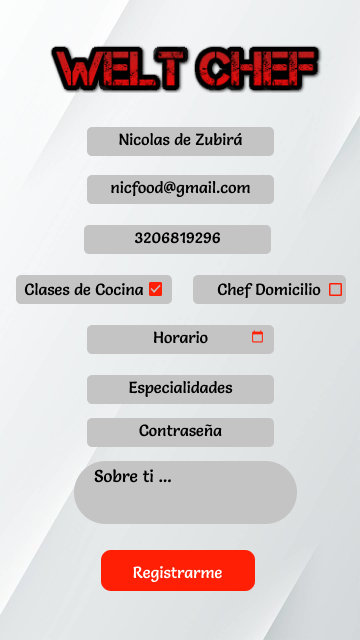 WELT CHEF
Nicolas de Zubirá
nicfood@gmail.com
3206819296
Clases de Cocina
Chef Domicilio
Horario
Especialidades
Contraseña
Sobre ti ...
Registrarme